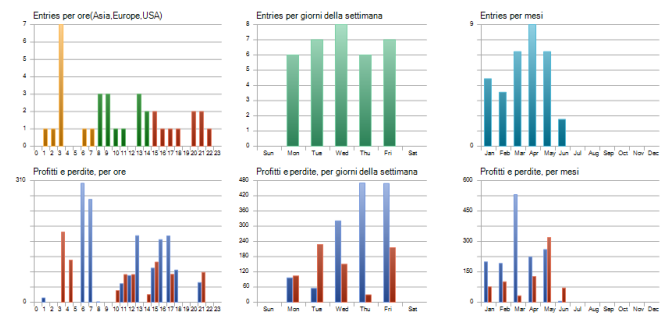 Entries per ore(Asia,Europe,USA)
7
6
5
4
3
2
1
0
0 1 2 3 4 5 6 7 8 9 10 11 12 13 14 15 16 17 18 19 20 21 22 23
Entries per giorni della settimana
8
7
6
5
4
3
2
1
0
Sun Mon Tue Wed Thu Fri Sat
Entries per mesi
9
0
Jan Feb Mar Apr May Jun Jul Aug Sep Oct Nov Dec
Profitti e perdite, per ore
310
0
0 1 2 3 4 5 6 7 8 9 10 11 12 13 14 15 16 17 18 19 20 21 22 23
Profitti e perdite, per giorni della settimana
480
420
360
300
240
180
120
60
0
Sun Mon Tue Wed Thu Fri Sat
Profitti e perdite, per mesi
600
450
300
150
0
Jan Feb Mar Apr May Jun Jul Aug Sep Oct Nov Dec